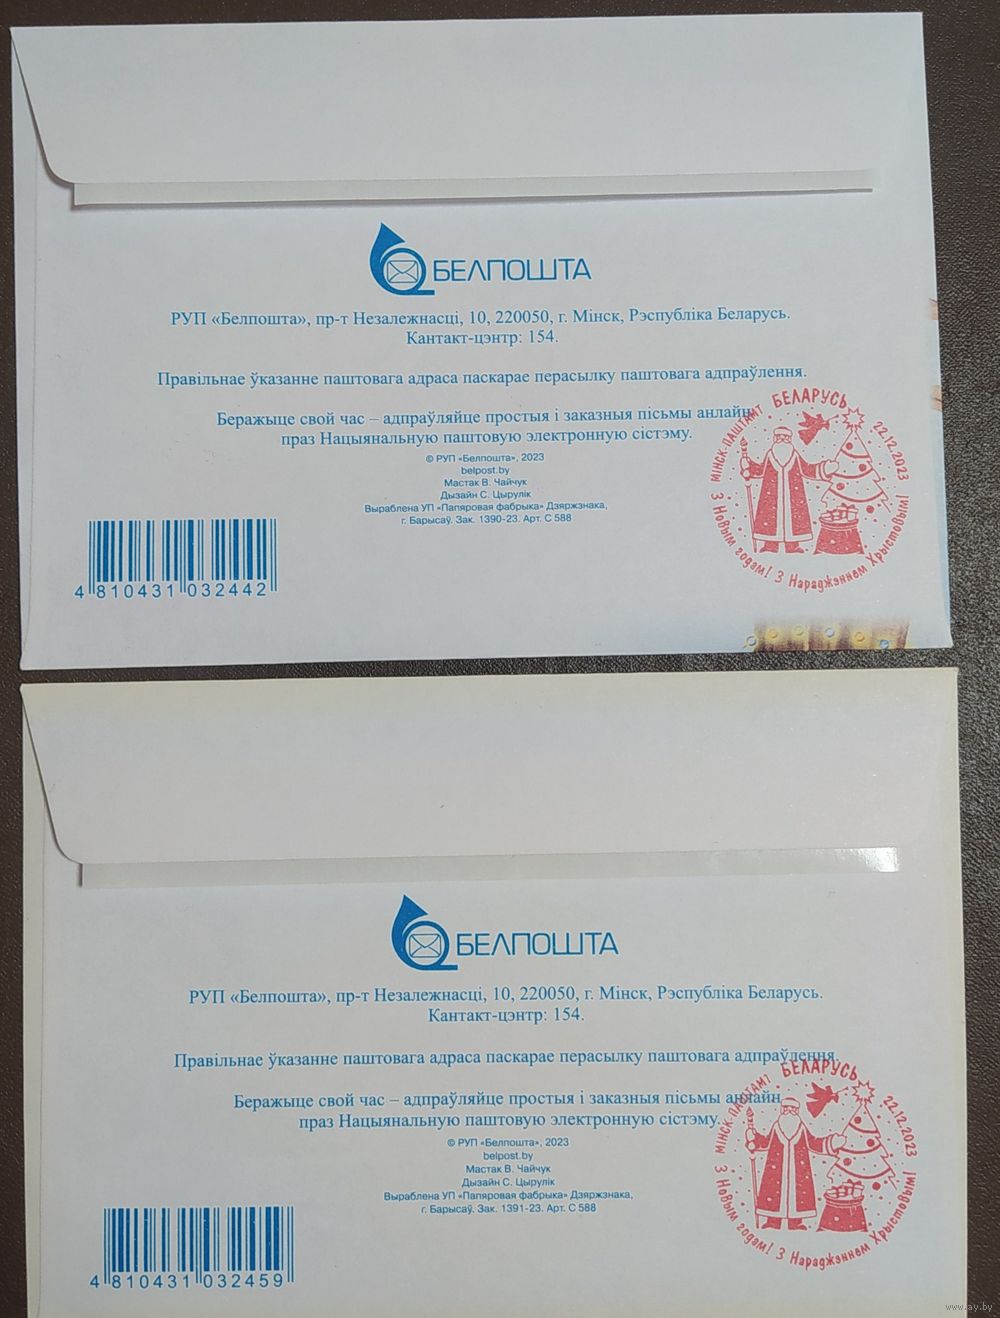 БЕЛПОШТА
РУП «Белпошта», пр-т Незалежнасці, 10, 220050, г. Мінск, Рэспубліка Беларусь.
Кантакт-цэнтр: 154.
Правільнае ўказанне паштовага адраса паскарае перасылку паштовага адпраўлення.
Беражыце свой час – адпраўляйце простыя і заказныя пісьмы анлайн
праз Нацыянальную паштовую электронную сістэму.
© РУП «Белпошта», 2023
belpost.by
Мастак В. Чайчук
Дызайн С. Цырулік
Выраблена УП «Папяровая фабрыка» Дзяржзнака,
г. Барысаў. Зак. 1390-23. Арт. С 588
4 810431 032442
МІНСК-ПАШТАМТ БЕЛАРУСЬ 22.12.2023
З Новым годам! З Нараджэннем Хрыстовым!
БЕЛПОШТА
РУП «Белпошта», пр-т Незалежнасці, 10, 220050, г. Мінск, Рэспубліка Беларусь.
Кантакт-цэнтр: 154.
Правільнае ўказанне паштовага адраса паскарае перасылку паштовага адпраўлення.
Беражыце свой час – адпраўляйце простыя і заказныя пісьмы анлайн
праз Нацыянальную паштовую электронную сістэму.
© РУП «Белпошта», 2023
belpost.by
Мастак В. Чайчук
Дызайн С. Цырулік
Выраблена УП «Папяровая фабрыка» Дзяржзнака,
г. Барысаў. Зак. 1391-23. Арт. С 588
4 810431 032459
МІНСК-ПАШТАМТ БЕЛАРУСЬ 22.12.2023
З Новым годам! З Нараджэннем Хрыстовым!
www.ay.by